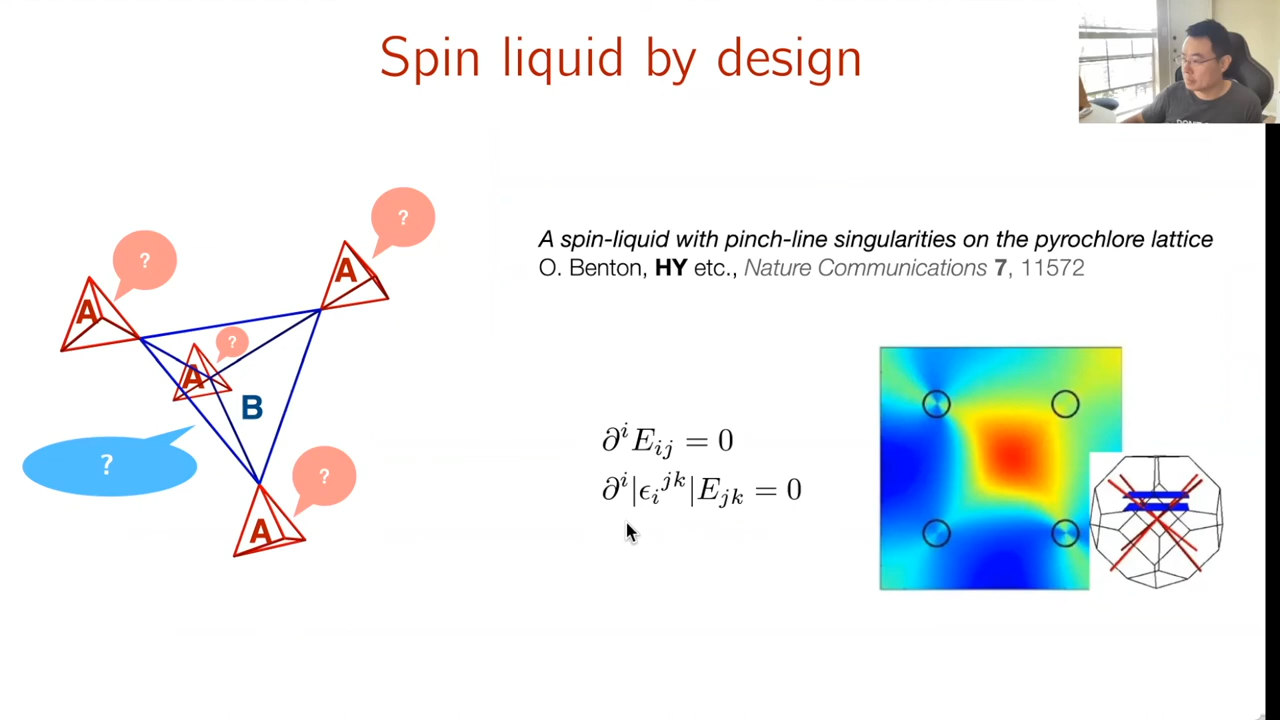 Spin liquid by design
?
?
A
A
?
A
B
?
?
A
A spin-liquid with pinch-line singularities on the pyrochlore lattice
O. Benton, HY etc., Nature Communications 7, 11572
∂^i E_{ij} = 0
∂^i |ϵ_i^{jk}| E_{jk} = 0